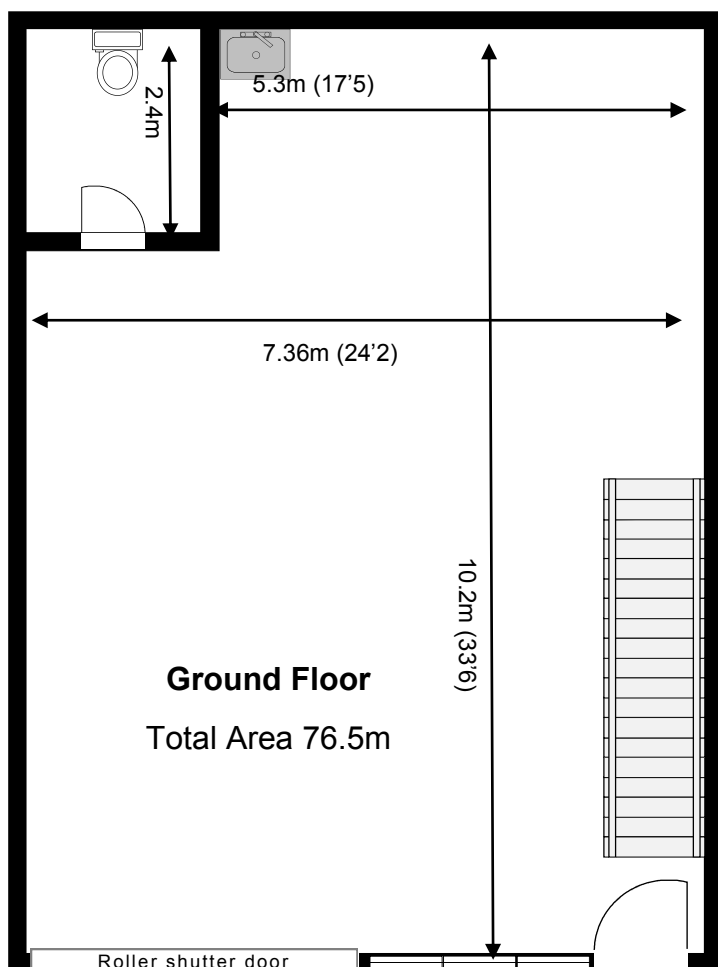 5.3m (17’5)
2.4m
7.36m (24’2)
10.2m (33’6)
Ground Floor
Total Area 76.5m
Roller shutter door